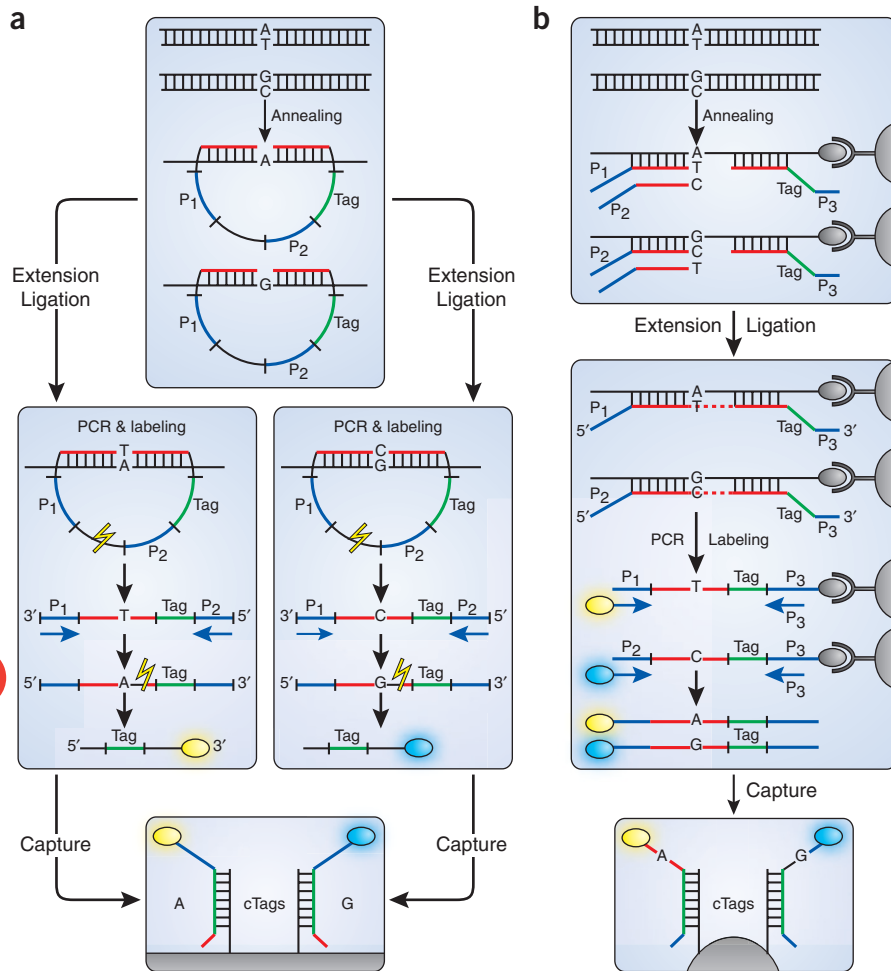 a
A
T
G
C
Annealing
A
P1
Tag
P2
G
P1
Tag
P2
Extension
Ligation
Extension
Ligation
PCR & labeling
T
A
P1
Tag
P2
3′ P1 T Tag P2 5′
5′ A Tag 3′
5′ Tag 3′
PCR & labeling
C
G
P1
Tag
P2
3′ P1 C Tag P2 5′
5′ G Tag 3′
Tag
Capture
Capture
A cTags G
b
A
T
G
C
Annealing
A
P1 T
C Tag
P2 P3
G
P2 C
T Tag
P3
Extension Ligation
A
P1 T
5′ Tag 3′
P3
G
P2 C
5′ Tag 3′
P3
PCR Labeling
P1 T Tag P3
P3
P2 C Tag P3
P3
A
G
Capture
A G
cTags